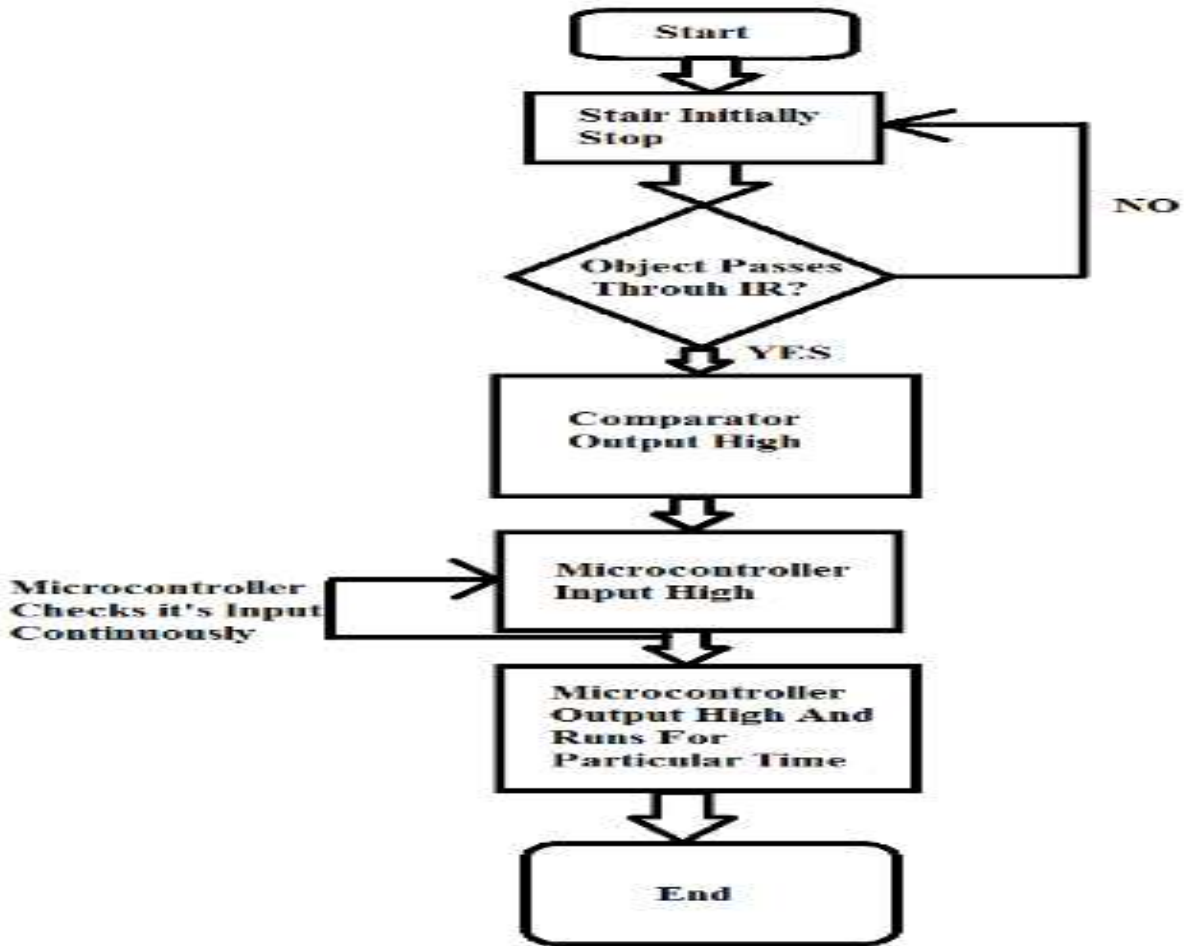 Start
Stair Initially
Stop
NO
Object Passes
Throuh IR?
YES
Comparator
Output High
Microcontroller
Input High
Microcontroller
Checks it's Input
Continuously
Microcontroller
Output High And
Runs For
Particular Time
End